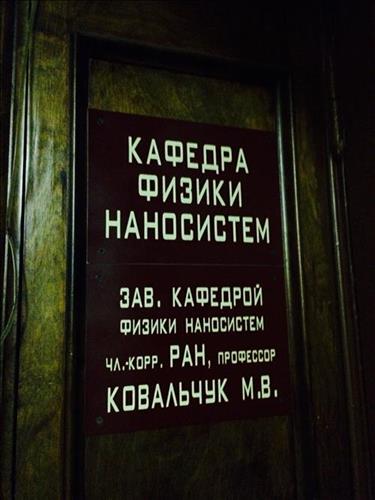 КАФЕДРА
ФИЗИКИ
НАНОСИСТЕМ
ЗАВ. КАФЕДРОЙ
ФИЗИКИ НАНОСИСТЕМ
ЧЛ.-КОРР. РАН, ПРОФЕССОР
КОВАЛЬЧУК М.В.